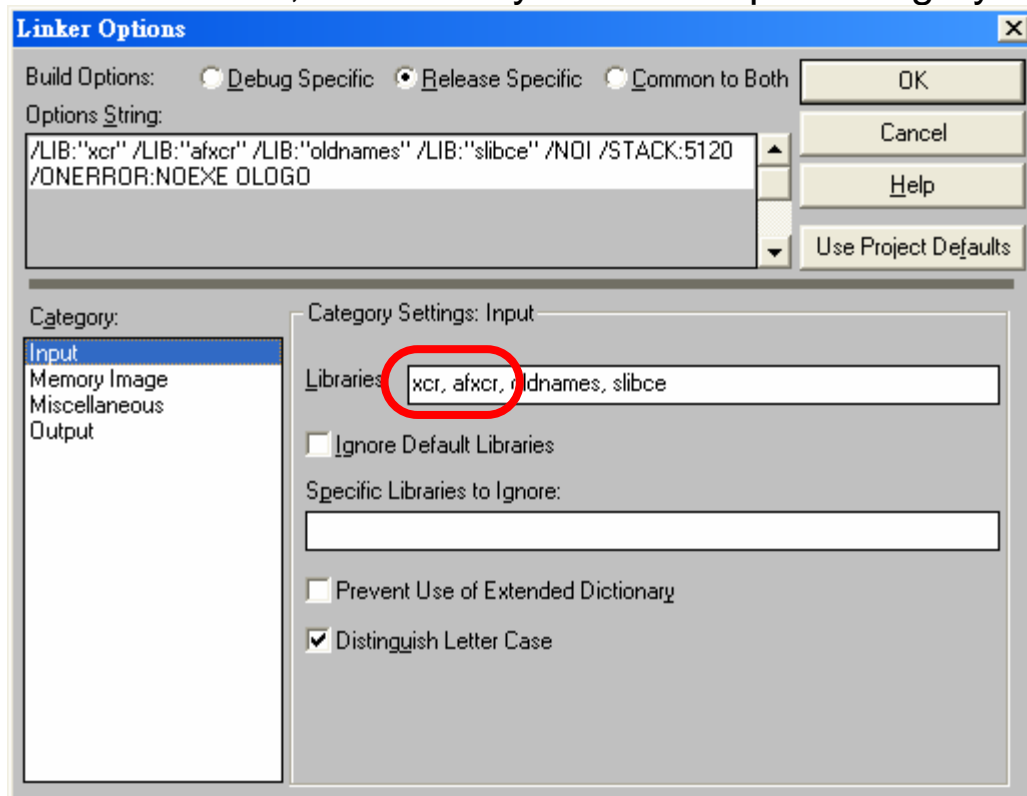 Linker Options
Build Options: Debug Specific Release Specific Common to Both OK
Options String:
Cancel
/LIB:"xcr" /LIB:"afxcr" /LIB:"oldnames" /LIB:"slibce" /NOI /STACK:5120
/ONERROR:NOEXE OLOGO
Help
Use Project Defaults
Category:
Category Settings: Input
Input
Memory Image
Miscellaneous
Output
Libraries xcr, afxcr, oldnames, slibce
Ignore Default Libraries
Specific Libraries to Ignore:
Prevent Use of Extended Dictionary
Distinguish Letter Case